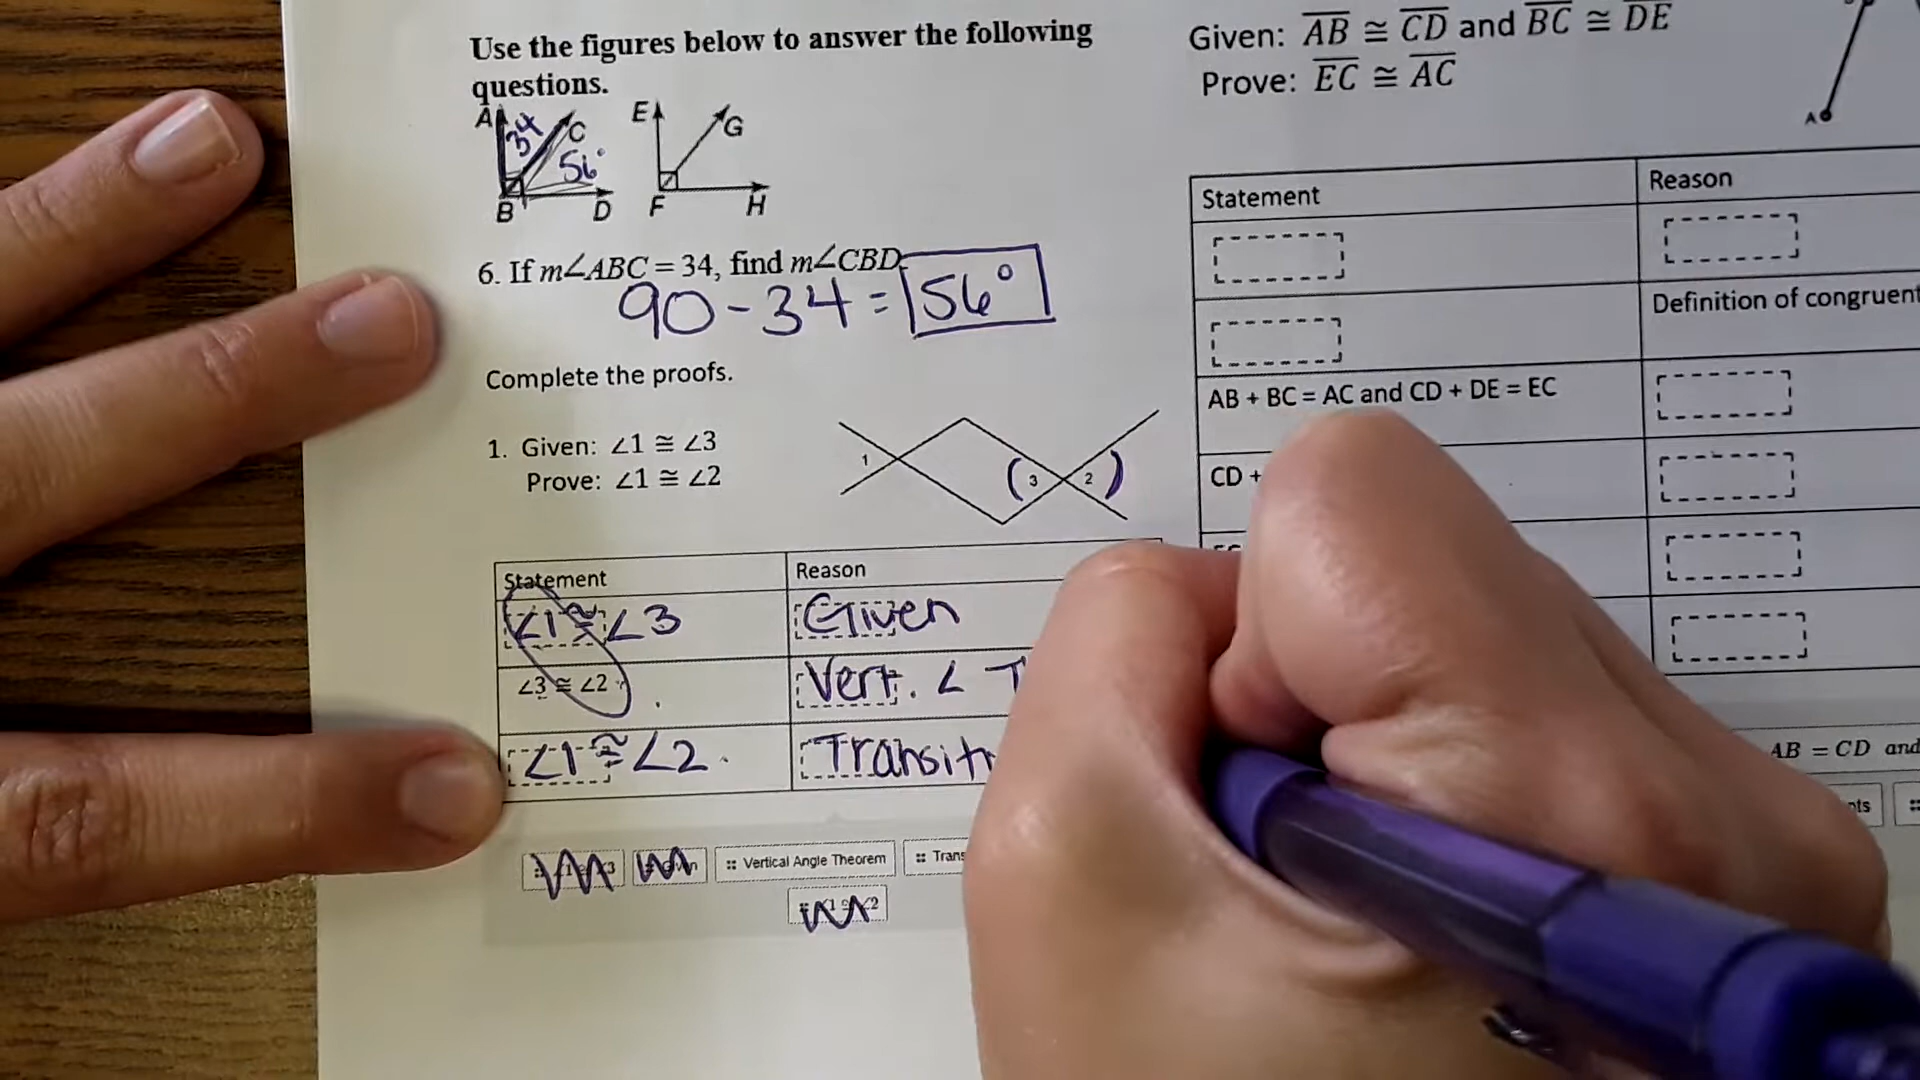 Use the figures below to answer the following
questions.
A 34 C 56° B D
E G F H
6. If m∠ABC = 34, find m∠CBD
90 - 34 = 56°
Complete the proofs.
1. Given: ∠1 ≅ ∠3
Prove: ∠1 ≅ ∠2
1 3 2
Statement Reason
∠1 ≅ ∠3 Given
∠3 ≅ ∠2 Vert. ∠
∠1 ≅ ∠2
:: Vertical Angle Theorem
Given: AB ≅ CD and BC ≅ DE
Prove: EC ≅ AC
A
Statement Reason
Definition of congruent
AB + BC = AC and CD + DE = EC
CD +
AB = CD and